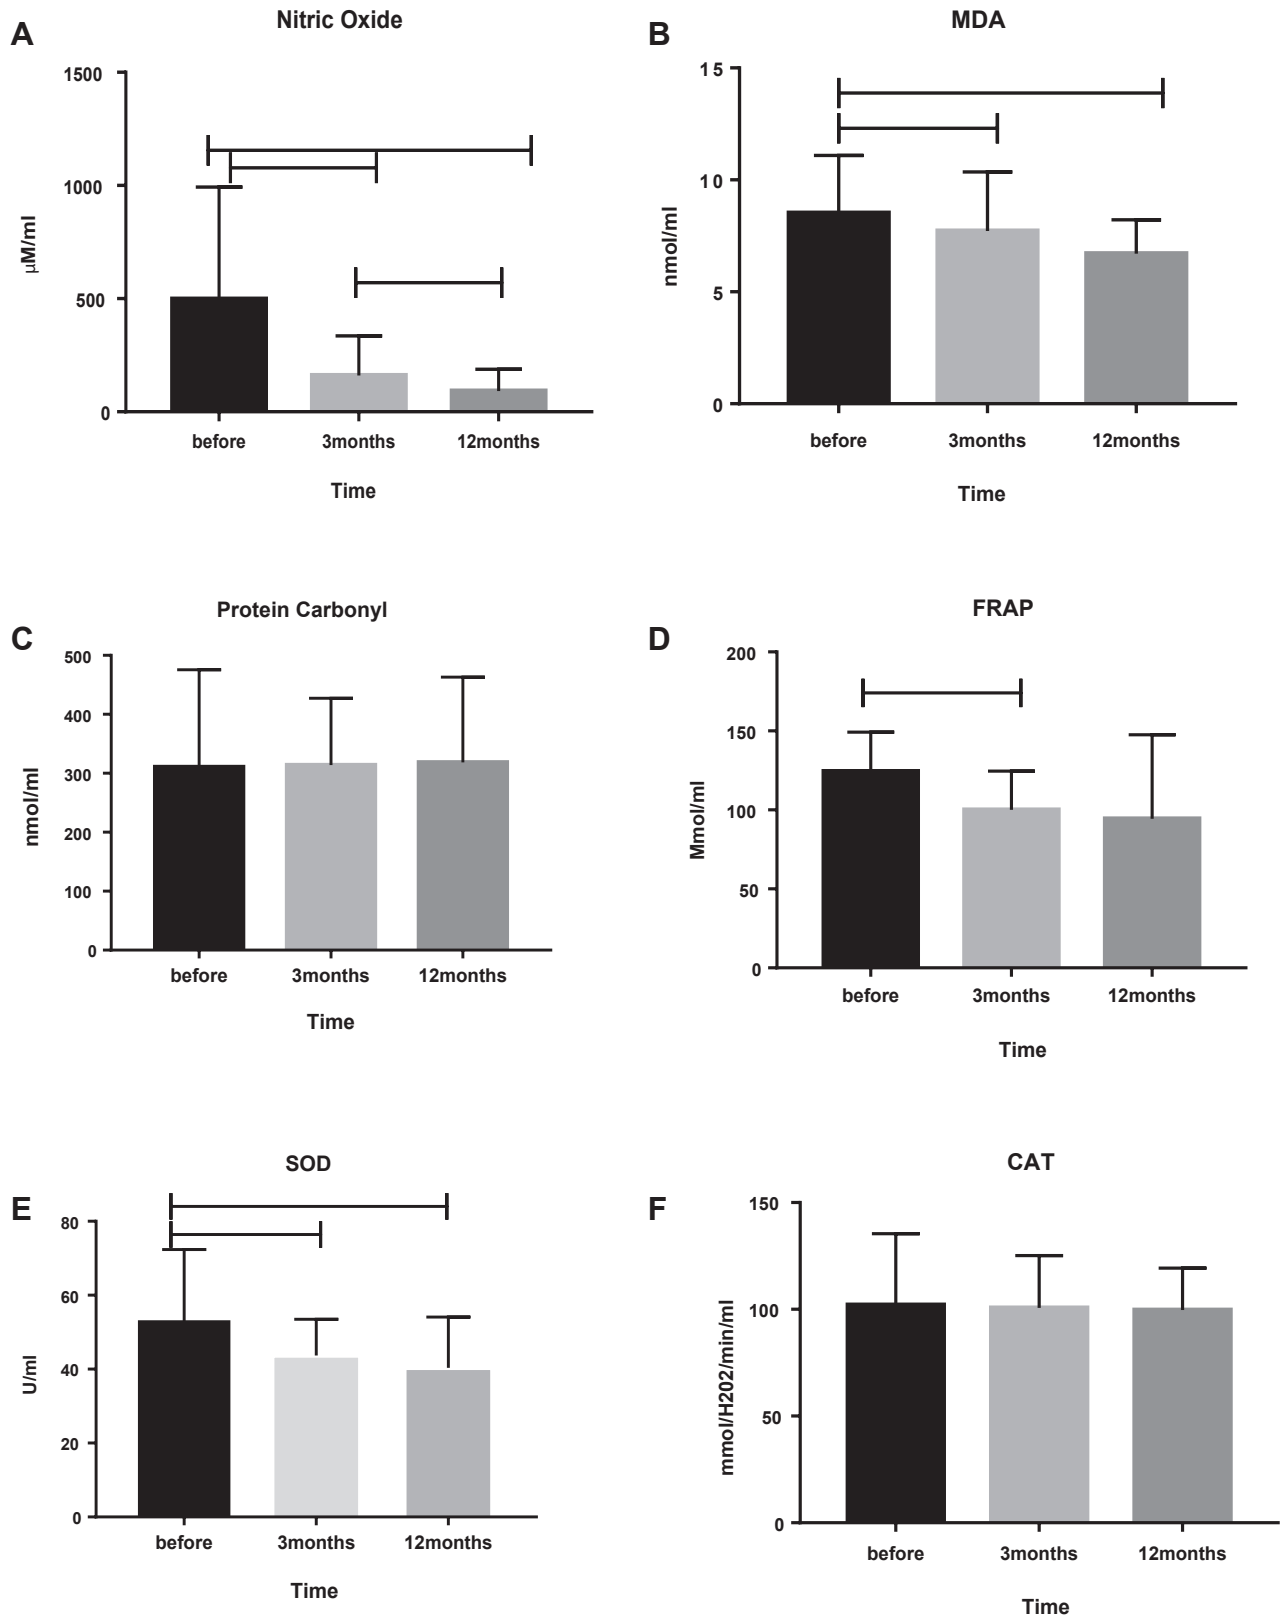 A
Nitric Oxide
1500
1000
500
0
µM/ml
before 3months 12months
Time
B
MDA
15
10
5
0
nmol/ml
before 3months 12months
Time
C
Protein Carbonyl
500
400
300
200
100
0
nmol/ml
before 3months 12months
Time
D
FRAP
200
150
100
50
0
Mmol/ml
before 3months 12months
Time
E
SOD
80
60
40
20
0
U/ml
before 3months 12months
Time
F
CAT
150
100
50
0
mmol/H202/min/ml
before 3months 12months
Time